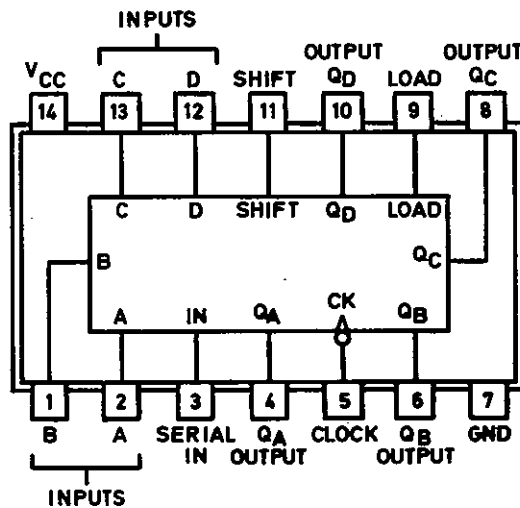 INPUTS
VCC C D SHIFT OUTPUT QD LOAD OUTPUT QC
14 13 12 11 10 9 8
C D SHIFT QD LOAD
B QC
A IN QA CK QB
1 2 3 4 5 6 7
B A SERIAL IN QA OUTPUT CLOCK QB OUTPUT GND
INPUTS